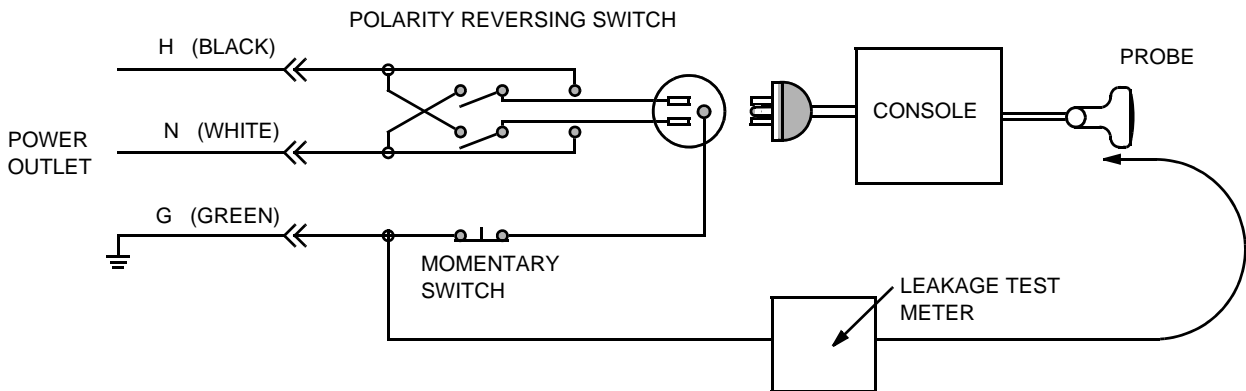 POLARITY REVERSING SWITCH
H (BLACK)
PROBE
CONSOLE
N (WHITE)
POWER
OUTLET
G (GREEN)
MOMENTARY
SWITCH
LEAKAGE TEST
METER